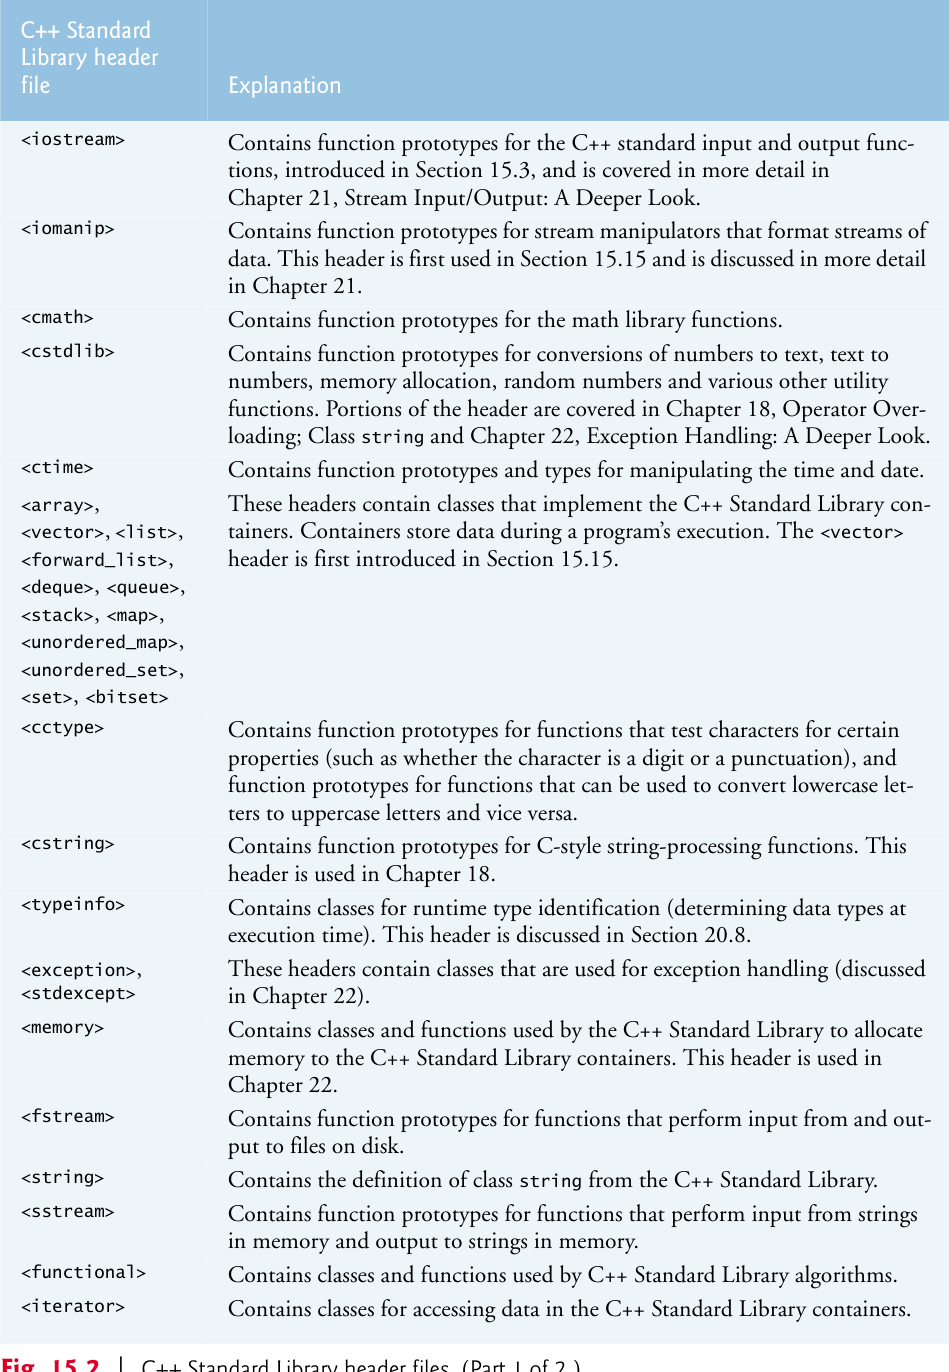 C++ Standard
Library header
file
Explanation
<iostream>
Contains function prototypes for the C++ standard input and output func-
tions, introduced in Section 15.3, and is covered in more detail in
Chapter 21, Stream Input/Output: A Deeper Look.
<iomanip>
Contains function prototypes for stream manipulators that format streams of
data. This header is first used in Section 15.15 and is discussed in more detail
in Chapter 21.
<cmath>
Contains function prototypes for the math library functions.
<cstdlib>
Contains function prototypes for conversions of numbers to text, text to
numbers, memory allocation, random numbers and various other utility
functions. Portions of the header are covered in Chapter 18, Operator Over-
loading; Class string and Chapter 22, Exception Handling: A Deeper Look.
<ctime>
Contains function prototypes and types for manipulating the time and date.
<array>,
<vector>, <list>,
<forward_list>,
<deque>, <queue>,
<stack>, <map>,
<unordered_map>,
<unordered_set>,
<set>, <bitset>
These headers contain classes that implement the C++ Standard Library con-
tainers. Containers store data during a program’s execution. The <vector>
header is first introduced in Section 15.15.
<cctype>
Contains function prototypes for functions that test characters for certain
properties (such as whether the character is a digit or a punctuation), and
function prototypes for functions that can be used to convert lowercase let-
ters to uppercase letters and vice versa.
<cstring>
Contains function prototypes for C-style string-processing functions. This
header is used in Chapter 18.
<typeinfo>
Contains classes for runtime type identification (determining data types at
execution time). This header is discussed in Section 20.8.
<exception>,
<stdexcept>
These headers contain classes that are used for exception handling (discussed
in Chapter 22).
<memory>
Contains classes and functions used by the C++ Standard Library to allocate
memory to the C++ Standard Library containers. This header is used in
Chapter 22.
<fstream>
Contains function prototypes for functions that perform input from and out-
put to files on disk.
<string>
Contains the definition of class string from the C++ Standard Library.
<sstream>
Contains function prototypes for functions that perform input from strings
in memory and output to strings in memory.
<functional>
Contains classes and functions used by C++ Standard Library algorithms.
<iterator>
Contains classes for accessing data in the C++ Standard Library containers.
Fig. 15.2 | C++ Standard Library header files. (Part 1 of 2.)